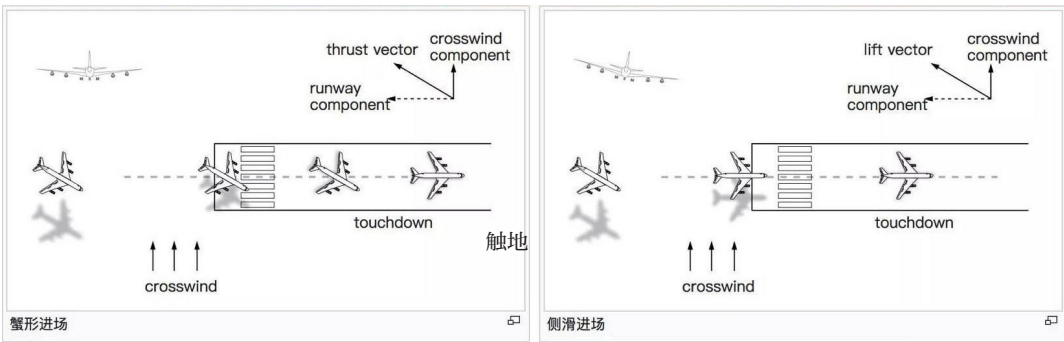 thrust vector
crosswind
component
runway
component
touchdown
crosswind
蟹形进场
触地
lift vector
crosswind
component
runway
component
touchdown
crosswind
侧滑进场